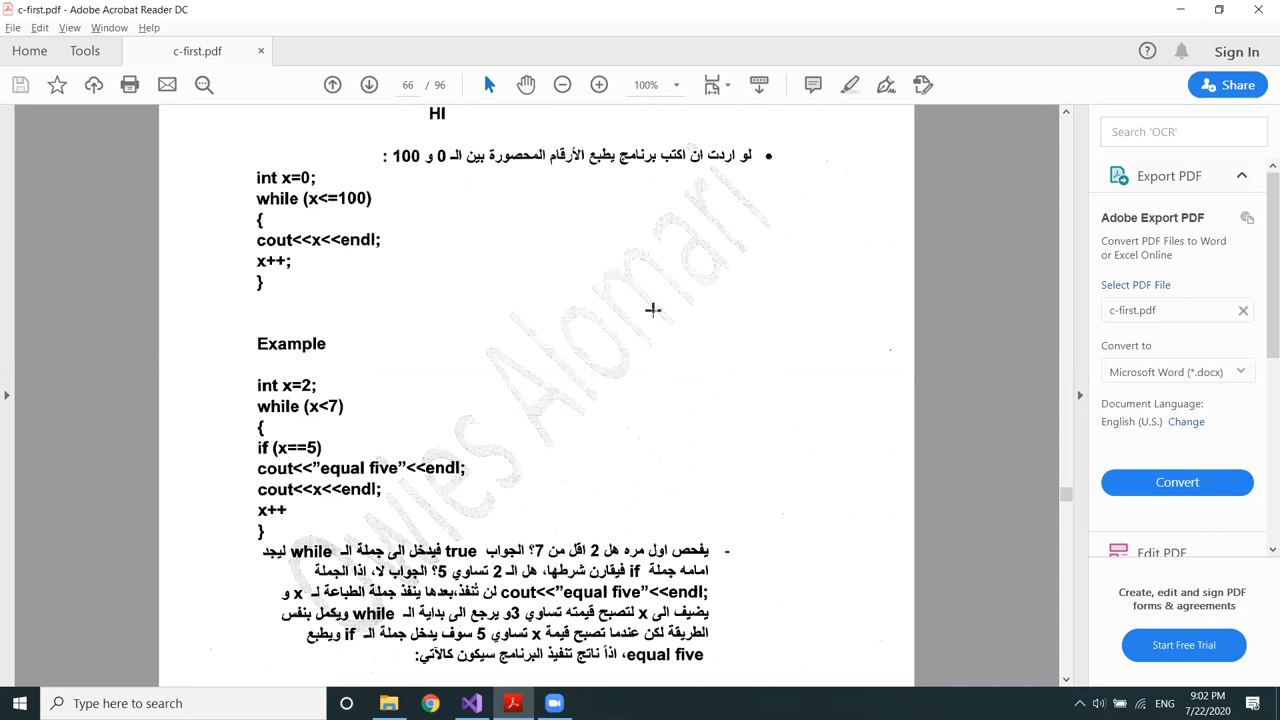 c-first.pdf - Adobe Acrobat Reader DC
File Edit View Window Help
Home Tools c-first.pdf × Sign In
66 / 96 100% Share
HI
• لو اردت ان اكتب برنامج يطبع الأرقام المحصورة بين الـ 0 و 100 :
int x=0;
while (x<=100)
{
cout<<x<<endl;
x++;
}
Example
int x=2;
while (x<7)
{
if (x==5)
cout<<”equal five”<<endl;
cout<<x<<endl;
x++
}
- يفحص اول مره هل 2 اقل من 7؟ الجواب true فيدخل الى جملة الـ while ليجد
امامه جملة if فيقارن شرطها، هل الـ 2 تساوي 5؟ الجواب لا، اذا الجملة
cout<<”equal five”<<endl; لن تُنفذ،بعدها ينفذ جملة الطباعة لـ x و
يضيف الى x لتصبح قيمته تساوي 3و يرجع الى بداية الـ while ويكمل بنفس
الطريقة لكن عندما تصبح قيمة x تساوي 5 سوف يدخل جملة الـ if ويطبع
equal five، اذاً ناتج تنفيذ البرنامج سيكون كالآتي:
Qwies Alomari
Search 'OCR'
Export PDF
Adobe Export PDF
Convert PDF Files to Word
or Excel Online
Select PDF File
c-first.pdf
Convert to
Microsoft Word (*.docx)
Document Language:
English (U.S.) Change
Convert
Edit PDF
Create, edit and sign PDF
forms & agreements
Start Free Trial
Type here to search
ENG
9:02 PM
7/22/2020